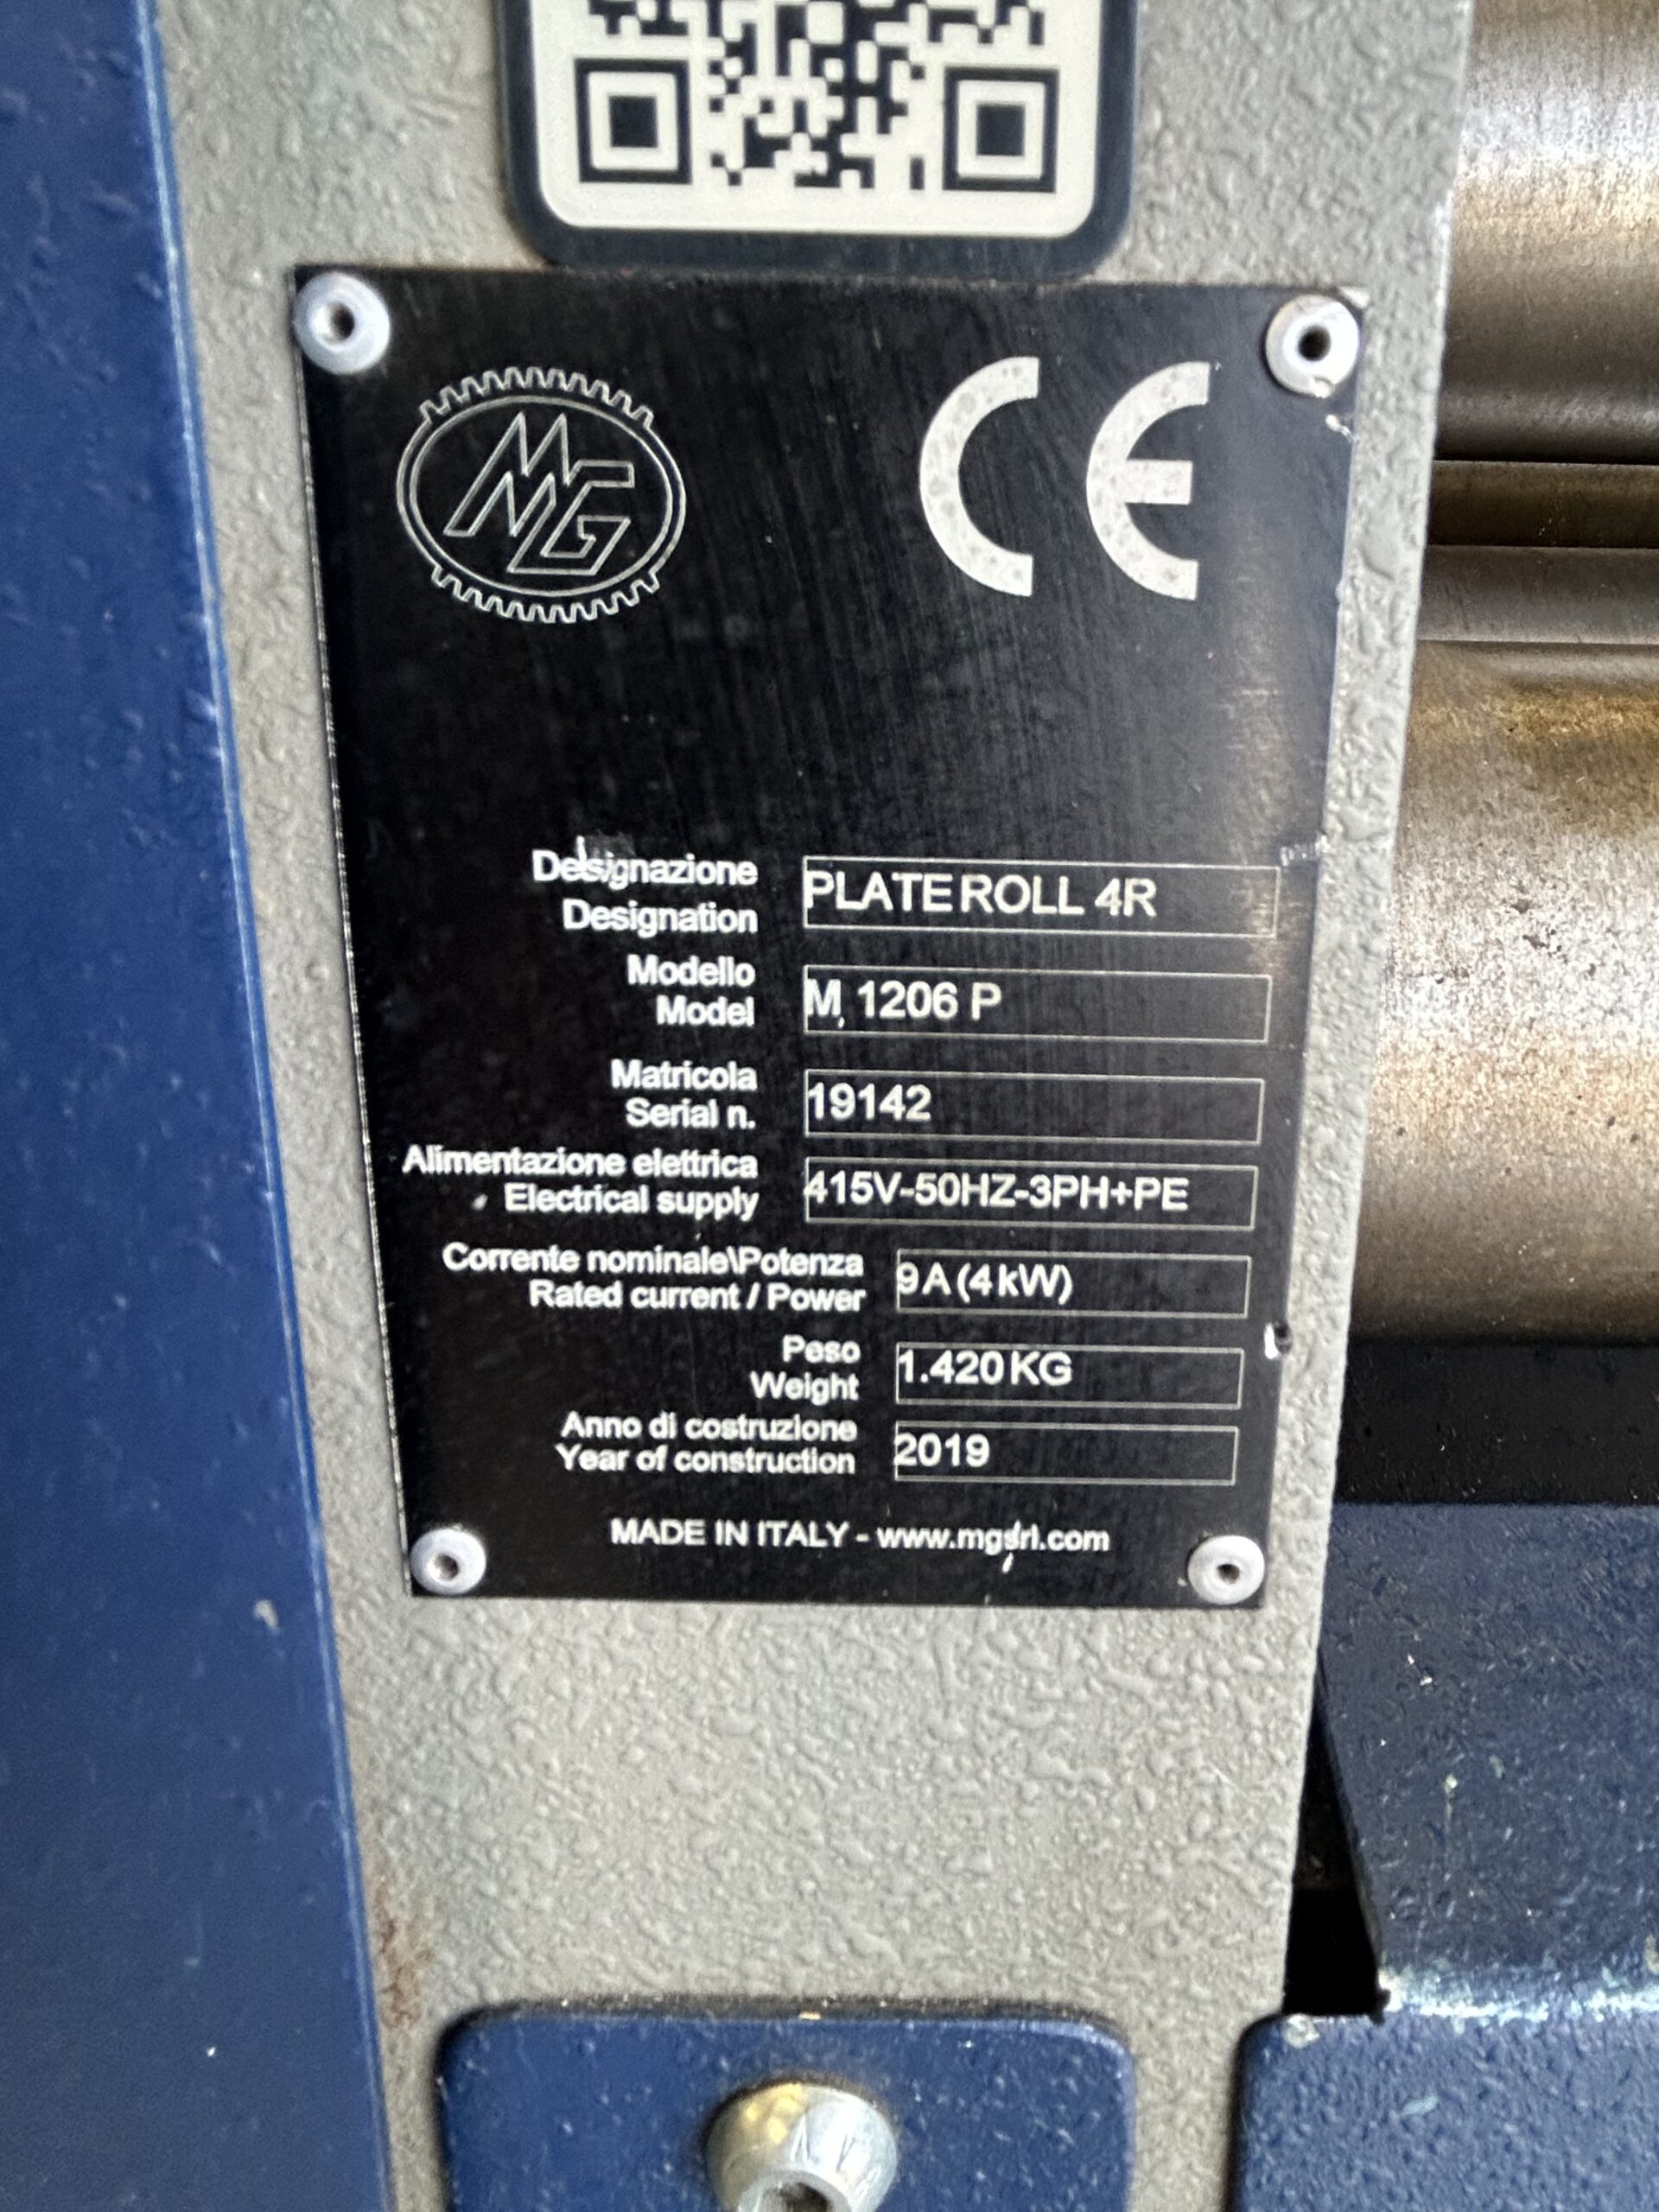 MG CE
Designazione
Designation
PLATE ROLL 4R
Modello
Model
M 1206 P
Matricola
Serial n.
19142
Alimentazione elettrica
Electrical supply
415V-50HZ-3PH+PE
Corrente nominale\Potenza
Rated current / Power
9 A (4 kW)
Peso
Weight
1.420 KG
Anno di costruzione
Year of construction
2019
MADE IN ITALY - www.mgsrl.com